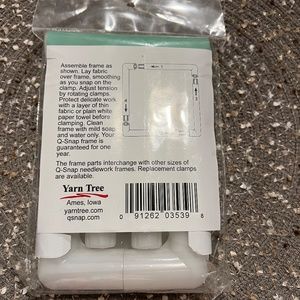 Assemble frame as
shown. Lay fabric
over frame, smoothing
as you snap on the
clamp. Adjust tension
by rotating clamps.
Protect delicate work
with a layer of thin
fabric or plain white
paper towel before
clamping. Clean
frame with mild soap
and water only. Your
Q-Snap frame is
guaranteed for one
year.
The frame parts interchange with other sizes of
Q-Snap needlework frames. Replacement clamps
are available.
Yarn Tree
Ames, Iowa
yarntree.com
qsnap.com
0 91262 03539 8